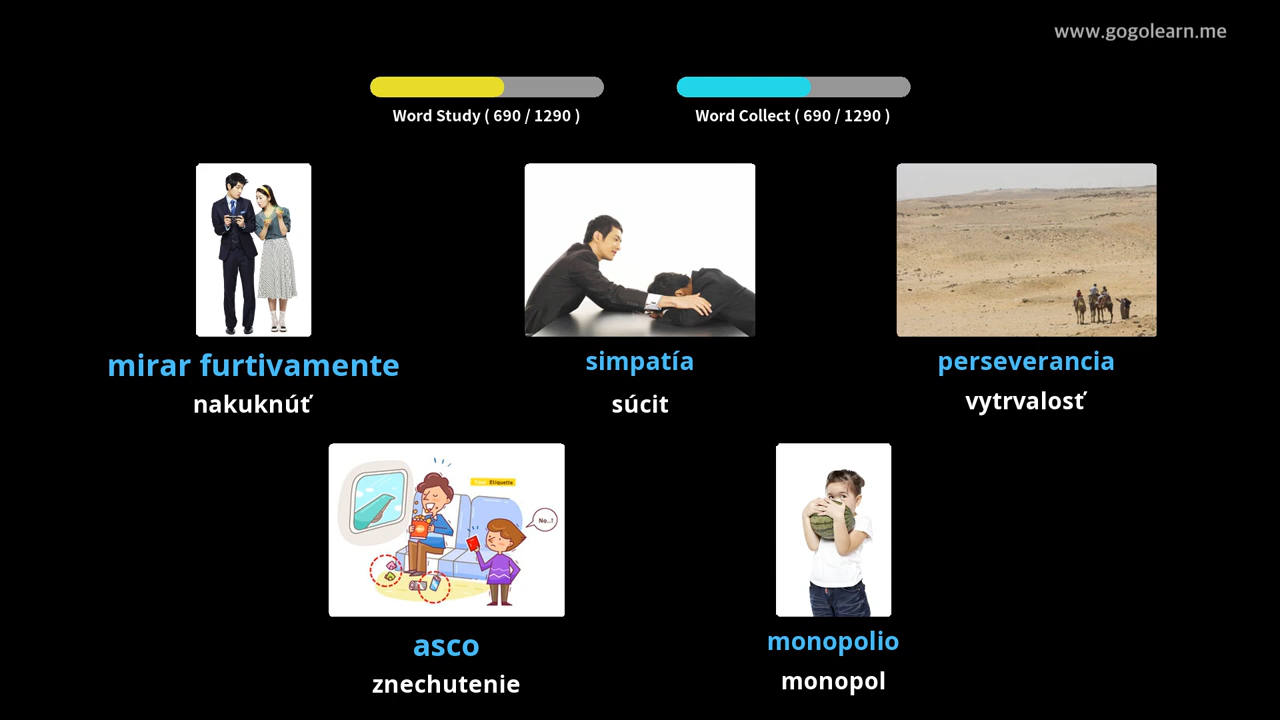 www.gogolearn.me
Word Study ( 690 / 1290 )
Word Collect ( 690 / 1290 )
mirar furtivamente
nakuknúť
simpatía
súcit
perseverancia
vytrvalosť
Etiquette
No..!
asco
znechutenie
monopolio
monopol